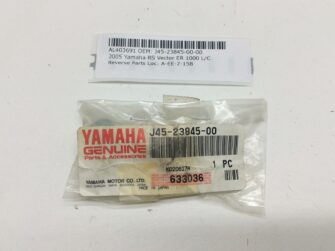 AL403691 OEM: J45-23845-00-00
2005 Yamaha RS Vector ER 1000 L/C
Reverse Parts Loc: A-EE-7-15B
YAMAHA
GENUINE
Parts & Accessories
J45-23845-00
1 PC
YAMAHA MOTOR CO., LTD.
633036